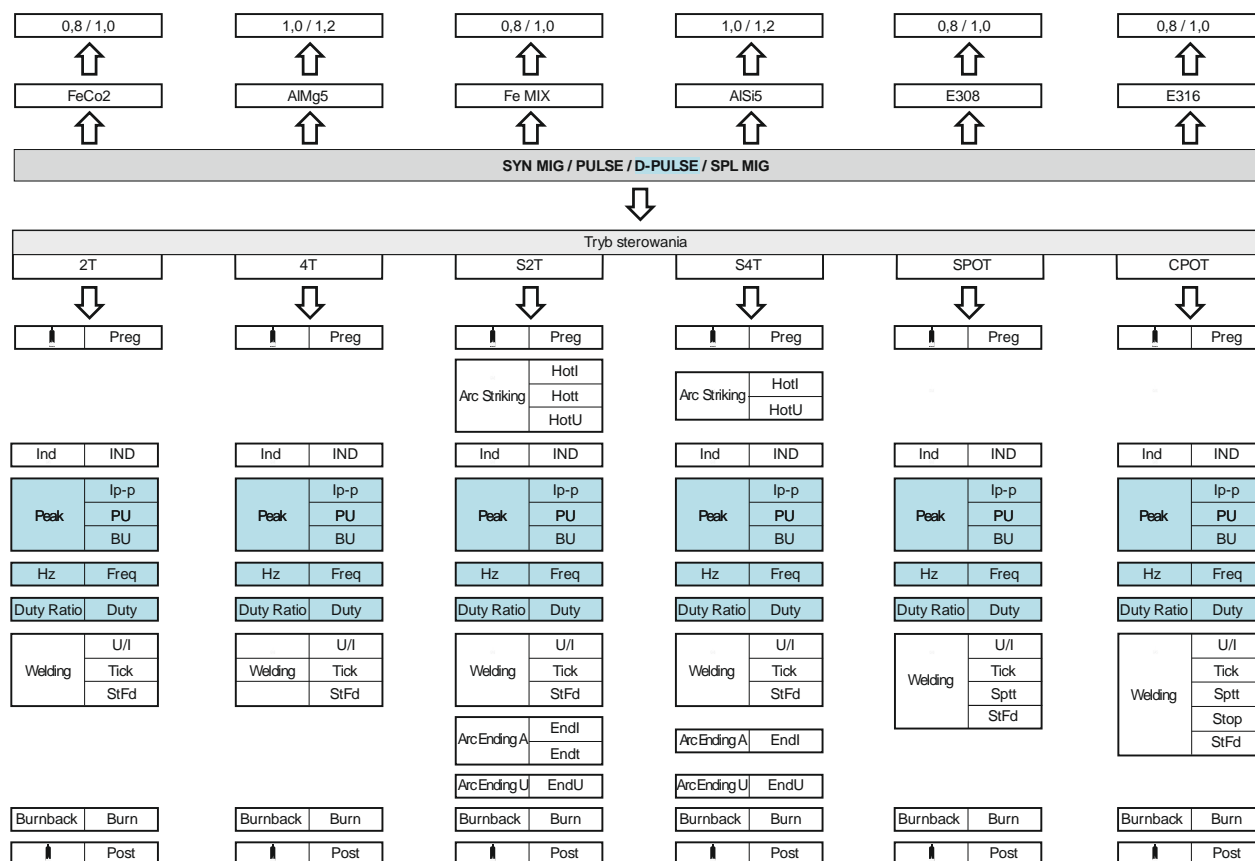 0,8 / 1,0 1,0 / 1,2 0,8 / 1,0 1,0 / 1,2 0,8 / 1,0 0,8 / 1,0
FeCo2 AlMg5 Fe MIX AlSi5 E308 E316
SYN MIG / PULSE / D-PULSE / SPL MIG
Tryb sterowania
2T 4T S2T S4T SPOT CPOT
Preg Preg Preg Preg Preg Preg
HotI
Arc Striking Hott
HotU
Arc Striking HotI
HotU
Ind IND Ind IND Ind IND Ind IND Ind IND Ind IND
Ip-p Ip-p Ip-p Ip-p Ip-p Ip-p
Peak PU Peak PU Peak PU Peak PU Peak PU Peak PU
BU BU BU BU BU BU
Hz Freq Hz Freq Hz Freq Hz Freq Hz Freq Hz Freq
Duty Ratio Duty Duty Ratio Duty Duty Ratio Duty Duty Ratio Duty Duty Ratio Duty Duty Ratio Duty
U/I U/I U/I U/I U/I U/I
Welding Tick Welding Tick Welding Tick Welding Tick Welding Tick Welding Tick
StFd StFd StFd StFd Sptt Sptt
StFd Stop
StFd
Arc Ending A EndI
Endt
Arc Ending A EndI
Arc Ending U EndU Arc Ending U EndU
Burnback Burn Burnback Burn Burnback Burn Burnback Burn Burnback Burn Burnback Burn
Post Post Post Post Post Post